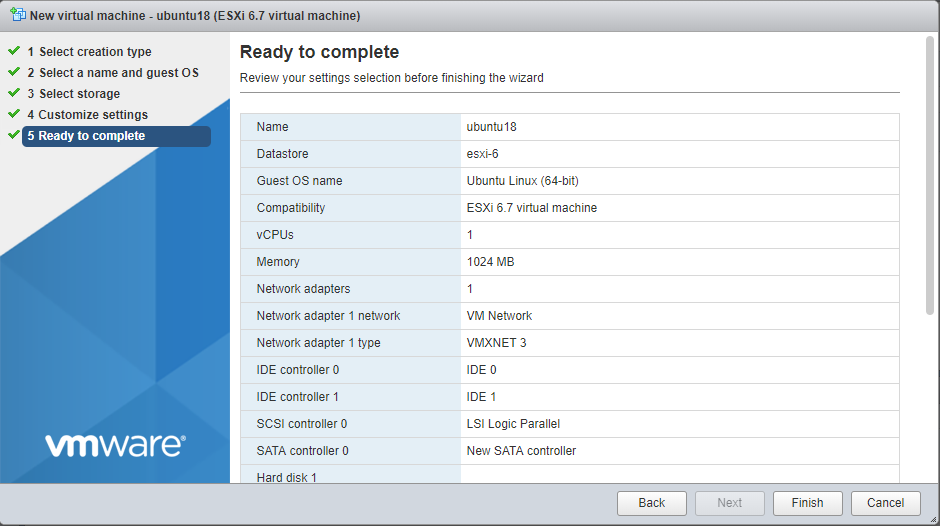 New virtual machine - ubuntu18 (ESXi 6.7 virtual machine)
1 Select creation type
2 Select a name and guest OS
3 Select storage
4 Customize settings
5 Ready to complete
vmware®
Ready to complete
Review your settings selection before finishing the wizard
Name ubuntu18
Datastore esxi-6
Guest OS name Ubuntu Linux (64-bit)
Compatibility ESXi 6.7 virtual machine
vCPUs 1
Memory 1024 MB
Network adapters 1
Network adapter 1 network VM Network
Network adapter 1 type VMXNET 3
IDE controller 0 IDE 0
IDE controller 1 IDE 1
SCSI controller 0 LSI Logic Parallel
SATA controller 0 New SATA controller
Hard disk 1
Back Next Finish Cancel